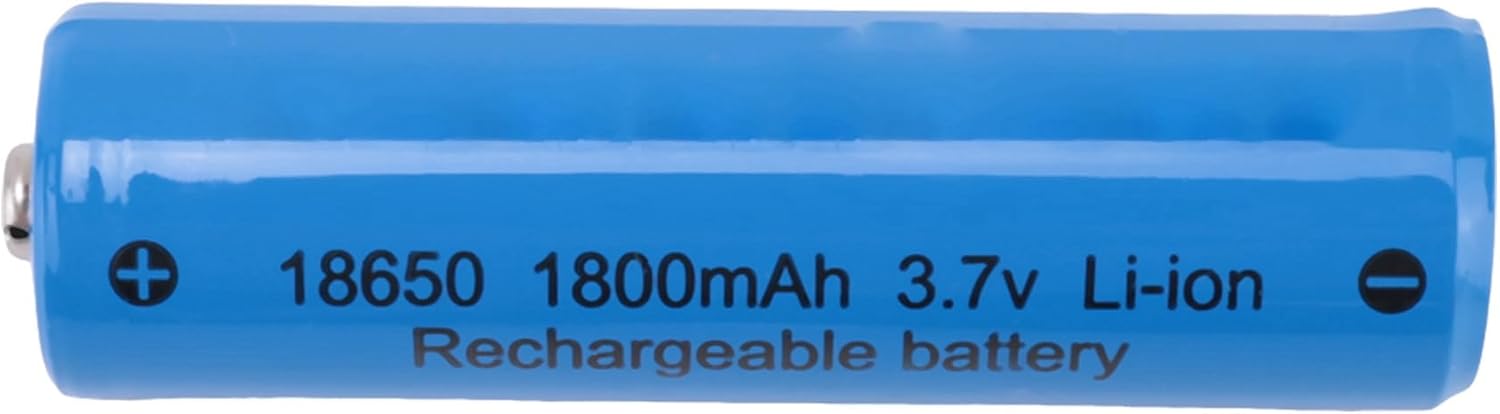 18650 1800mAh 3.7v Li-ion
Rechargeable battery